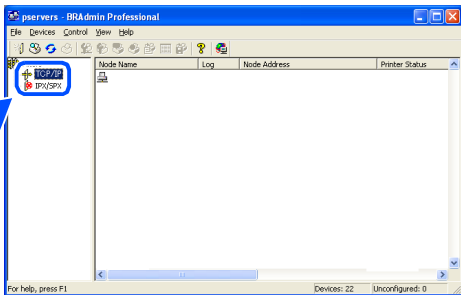 pservers - BRAdmin Professional
File Devices Control View Help
Node Name Log Node Address Printer Status
TCP/IP
IPX/SPX
For help, press F1 Devices: 22 Unconfigured: 0